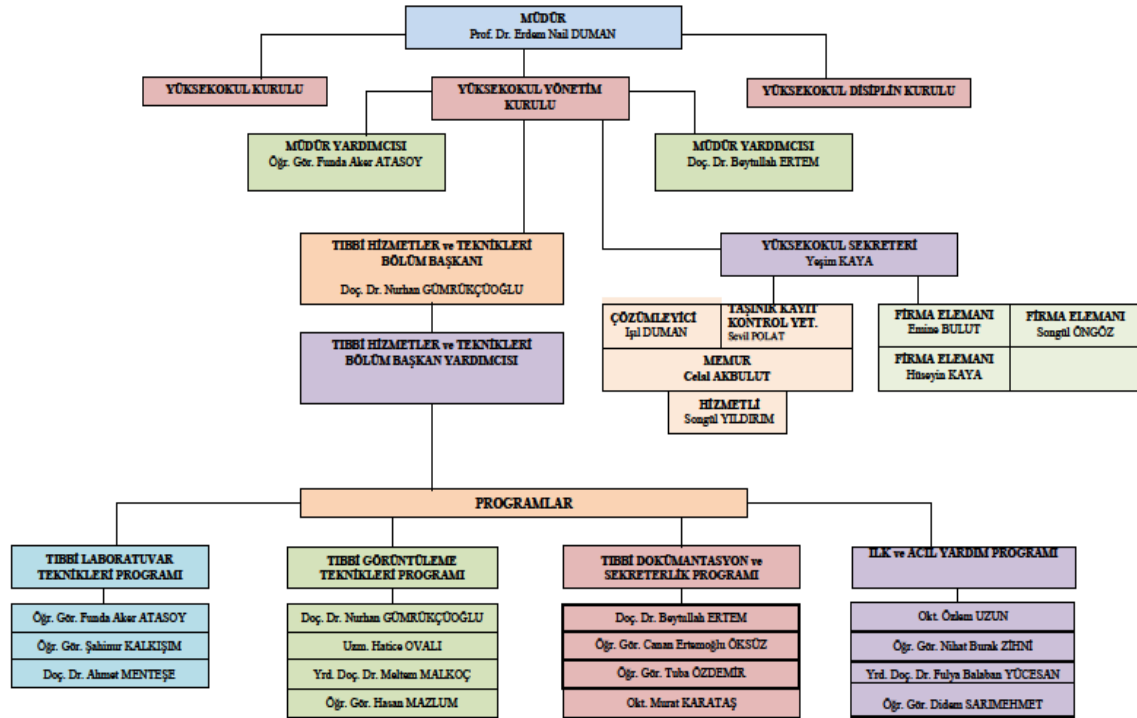 MÜDÜR
Prof. Dr. Erdem Nail DUMAN
YÜKSEKOKUL KURULU
YÜKSEKOKUL YÖNETİM
KURULU
YÜKSEKOKUL DİSİPLİN KURULU
MÜDÜR YARDIMCISI
Öğr. Gör. Funda Aker ATASOY
MÜDÜR YARDIMCISI
Doç. Dr. Beytullah ERTEM
TIBBİ HİZMETLER ve TEKNİKLERİ
BÖLÜM BAŞKANI
Doç. Dr. Nurhan GÜMRÜKÇÜOĞLU
YÜKSEKOKUL SEKRETERİ
Yeşim KAYA
ÇÖZÜMLEYİCİ
Işıl DUMAN
TAŞINIR KAYIT
KONTROL YET.
Sevil POLAT
MEMUR
Celal AKBULUT
HİZMETLİ
Songül YILDIRIM
FİRMA ELEMANI
Emine BULUT
FİRMA ELEMANI
Songül ÖNGÖZ
FİRMA ELEMANI
Hüseyin KAYA
TIBBİ HİZMETLER ve TEKNİKLERİ
BÖLÜM BAŞKAN YARDIMCISI
PROGRAMLAR
TIBBİ LABORATUVAR
TEKNİKLERİ PROGRAMI
Öğr. Gör. Funda Aker ATASOY
Öğr. Gör. Şahinur KALKIŞIM
Doç. Dr. Ahmet MENTEŞE
TIBBİ GÖRÜNTÜLEME
TEKNİKLERİ PROGRAMI
Doç. Dr. Nurhan GÜMRÜKÇÜOĞLU
Uzm. Hatice OVALI
Yrd. Doç. Dr. Meltem MALKOÇ
Öğr. Gör. Hasan MAZLUM
TIBBİ DOKÜMANTASYON ve
SEKRETERLİK PROGRAMI
Doç. Dr. Beytullah ERTEM
Öğr. Gör. Canan Ertemoğlu ÖKSÜZ
Öğr. Gör. Tuba ÖZDEMİR
Okt. Murat KARATAŞ
İLK ve ACİL YARDIM PROGRAMI
Okt. Özlem UZUN
Öğr. Gör. Nihat Burak ZİHNİ
Yrd. Doç. Dr. Fulya Balaban YÜCESAN
Öğr. Gör. Didem SARIMEHMET